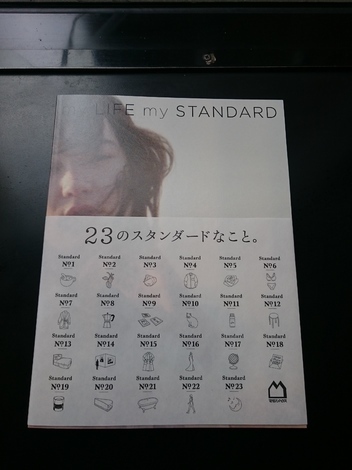 LIFE my STANDARD
23のスタンダードなこと。
Standard Standard Standard Standard Standard Standard
No1 No2 No3 No4 No5 No6
Standard Standard Standard Standard Standard Standard
No7 No8 No9 No10 No11 No12
Standard Standard Standard Standard Standard Standard
No13 No14 No15 No16 No17 No18
Standard Standard Standard Standard Standard
No19 No20 No21 No22 No23